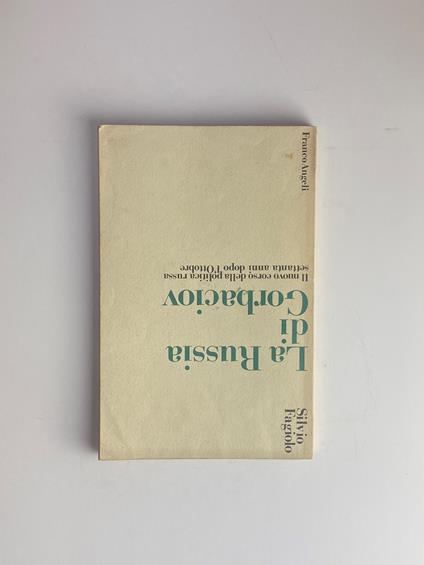 Silvio
Fagiolo
La Russia
di
Gorbaciov
Il nuovo corso della politica russa
settanta anni dopo l'Ottobre
Franco Angeli